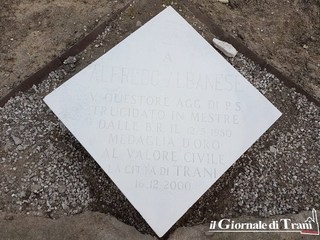 A
ALFREDO ALBANESE
V. QUESTORE AGG. DI P.S.
TRUCIDATO IN MESTRE
DALLE B.R. IL 12.5.1980
MEDAGLIA D'ORO
AL VALORE CIVILE
LA CITTÀ DI TRANI
16.12.2000
il Giornale di Trani